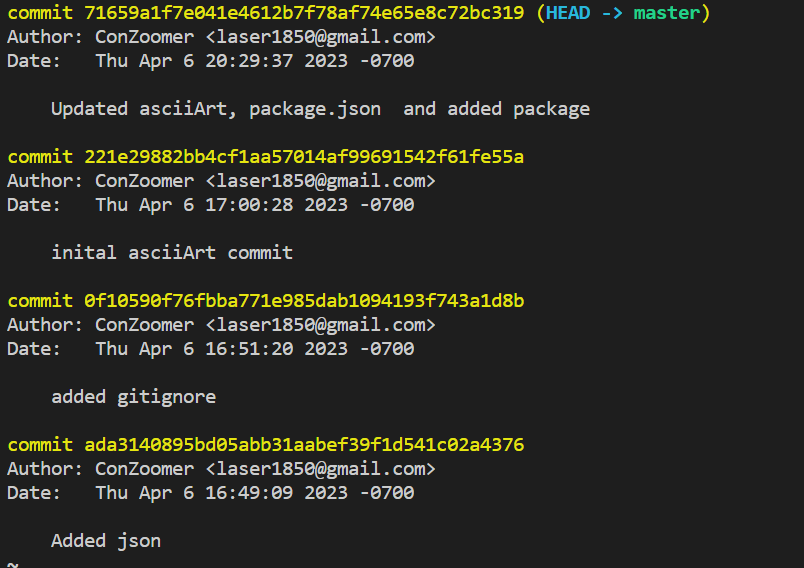 commit 71659a1f7e041e4612b7f78af74e65e8c72bc319 (HEAD -> master)
Author: ConZoomer <laser1850@gmail.com>
Date:   Thu Apr 6 20:29:37 2023 -0700
    Updated asciiArt, package.json  and added package
commit 221e29882bb4cf1aa57014af99691542f61fe55a
Author: ConZoomer <laser1850@gmail.com>
Date:   Thu Apr 6 17:00:28 2023 -0700
    inital asciiArt commit
commit 0f10590f76fbba771e985dab1094193f743a1d8b
Author: ConZoomer <laser1850@gmail.com>
Date:   Thu Apr 6 16:51:20 2023 -0700
    added gitignore
commit ada3140895bd05abb31aabef39f1d541c02a4376
Author: ConZoomer <laser1850@gmail.com>
Date:   Thu Apr 6 16:49:09 2023 -0700
    Added json
~